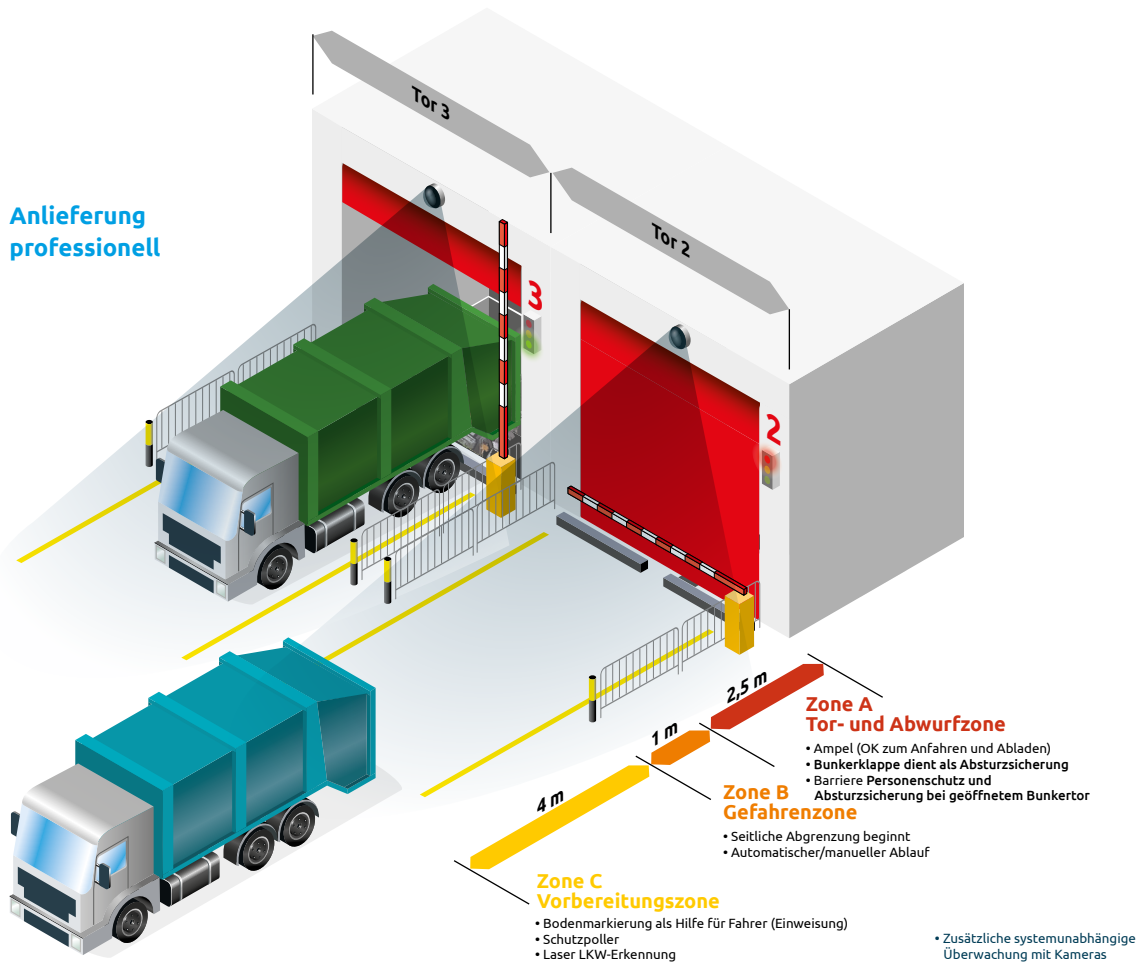 Tor 3
Anlieferung
professionell
Tor 2
3
2
2,5 m
Zone A
Tor- und Abwurfzone
• Ampel (OK zum Anfahren und Abladen)
• Bunkerklappe dient als Absturzsicherung
• Barriere Personenschutz und
Absturzsicherung bei geöffnetem Bunkertor
1 m
Zone B
Gefahrenzone
• Seitliche Abgrenzung beginnt
• Automatischer/manueller Ablauf
4 m
Zone C
Vorbereitungszone
• Bodenmarkierung als Hilfe für Fahrer (Einweisung)
• Schutzpoller
• Laser LKW-Erkennung
• Zusätzliche systemunabhängige
Überwachung mit Kameras